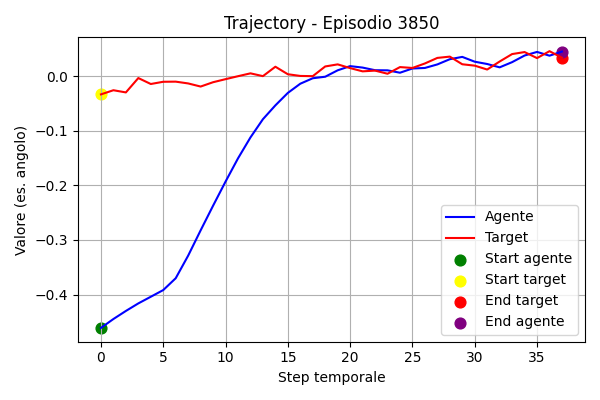 Trajectory - Episodio 3850
Valore (es. angolo)
0.0
−0.1
−0.2
−0.3
−0.4
0 5 10 15 20 25 30 35
Step temporale
Agente
Target
Start agente
Start target
End target
End agente